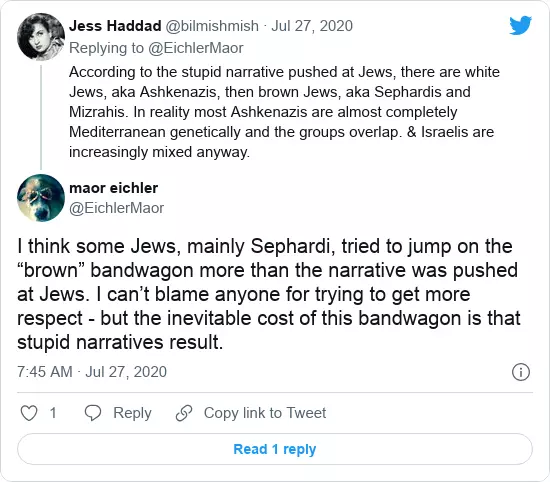 Jess Haddad @bilmishmish · Jul 27, 2020
Replying to @EichlerMaor
According to the stupid narrative pushed at Jews, there are white
Jews, aka Ashkenazis, then brown Jews, aka Sephardis and
Mizrahis. In reality most Ashkenazis are almost completely
Mediterranean genetically and the groups overlap. & Israelis are
increasingly mixed anyway.
maor eichler
@EichlerMaor
I think some Jews, mainly Sephardi, tried to jump on the
“brown” bandwagon more than the narrative was pushed
at Jews. I can’t blame anyone for trying to get more
respect - but the inevitable cost of this bandwagon is that
stupid narratives result.
7:45 AM · Jul 27, 2020
1 Reply Copy link to Tweet
Read 1 reply